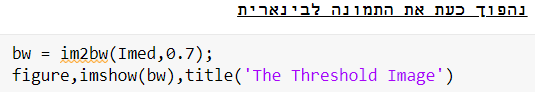 נהפוך כעת את התמונה לבינארית
bw = im2bw(Imed,0.7);
figure,imshow(bw),title('The Threshold Image')